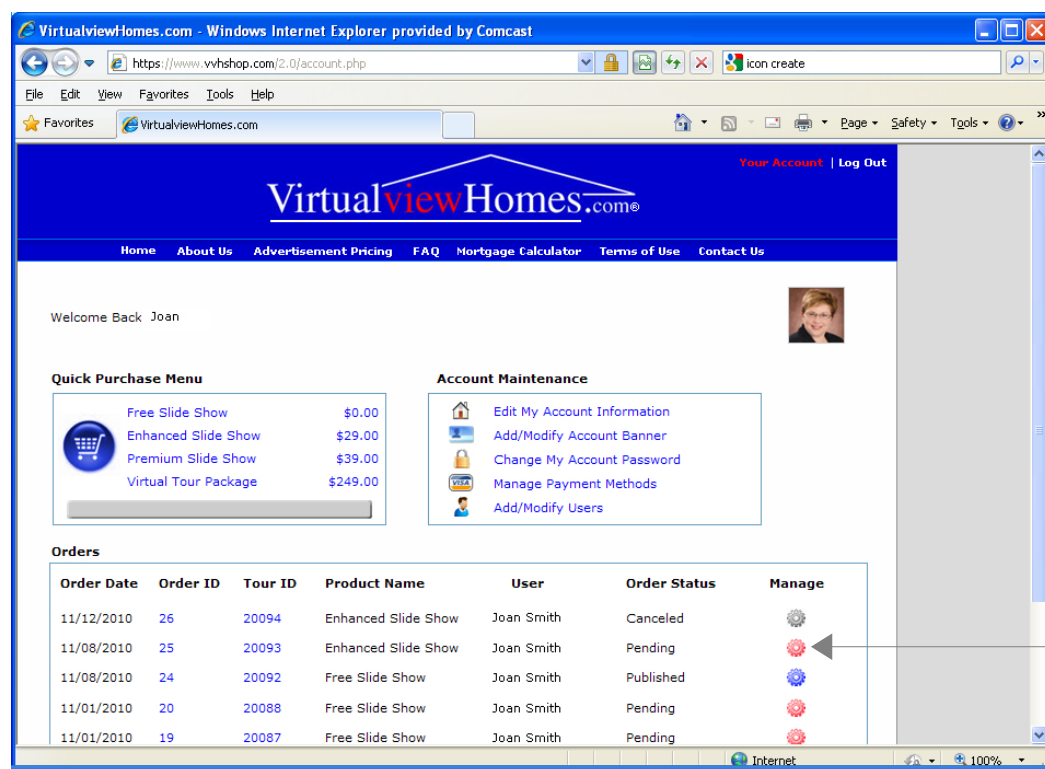 VirtualviewHomes.com - Windows Internet Explorer provided by Comcast
https://www.vvhshop.com/2.0/account.php
icon create
File Edit View Favorites Tools Help
Favorites VirtualviewHomes.com Page Safety Tools »
Your Account | Log Out
VirtualviewHomes.com®
Home About Us Advertisement Pricing FAQ Mortgage Calculator Terms of Use Contact Us
Welcome Back Joan
Quick Purchase Menu
Free Slide Show $0.00
Enhanced Slide Show $29.00
Premium Slide Show $39.00
Virtual Tour Package $249.00
Account Maintenance
Edit My Account Information
Add/Modify Account Banner
Change My Account Password
VISA Manage Payment Methods
Add/Modify Users
Orders
Order Date Order ID Tour ID Product Name User Order Status Manage
11/12/2010 26 20094 Enhanced Slide Show Joan Smith Canceled
11/08/2010 25 20093 Enhanced Slide Show Joan Smith Pending
11/08/2010 24 20092 Free Slide Show Joan Smith Published
11/01/2010 20 20088 Free Slide Show Joan Smith Pending
11/01/2010 19 20087 Free Slide Show Joan Smith Pending
Internet 100%